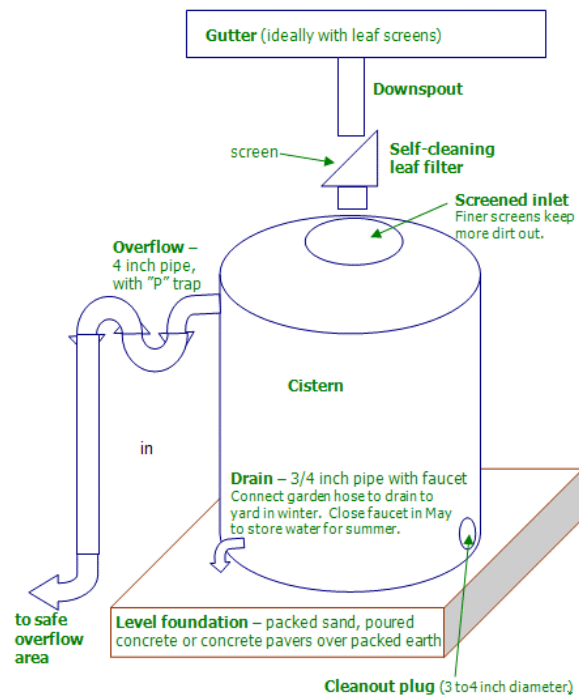 Gutter (ideally with leaf screens)
Downspout
screen
Self-cleaning
leaf filter
Screened inlet
Finer screens keep
more dirt out.
Overflow –
4 inch pipe,
with "P" trap
Cistern
in
Drain – 3/4 inch pipe with faucet
Connect garden hose to drain to
yard in winter. Close faucet in May
to store water for summer.
to safe
overflow
area
Level foundation – packed sand, poured
concrete or concrete pavers over packed earth
Cleanout plug (3 to4 inch diameter)